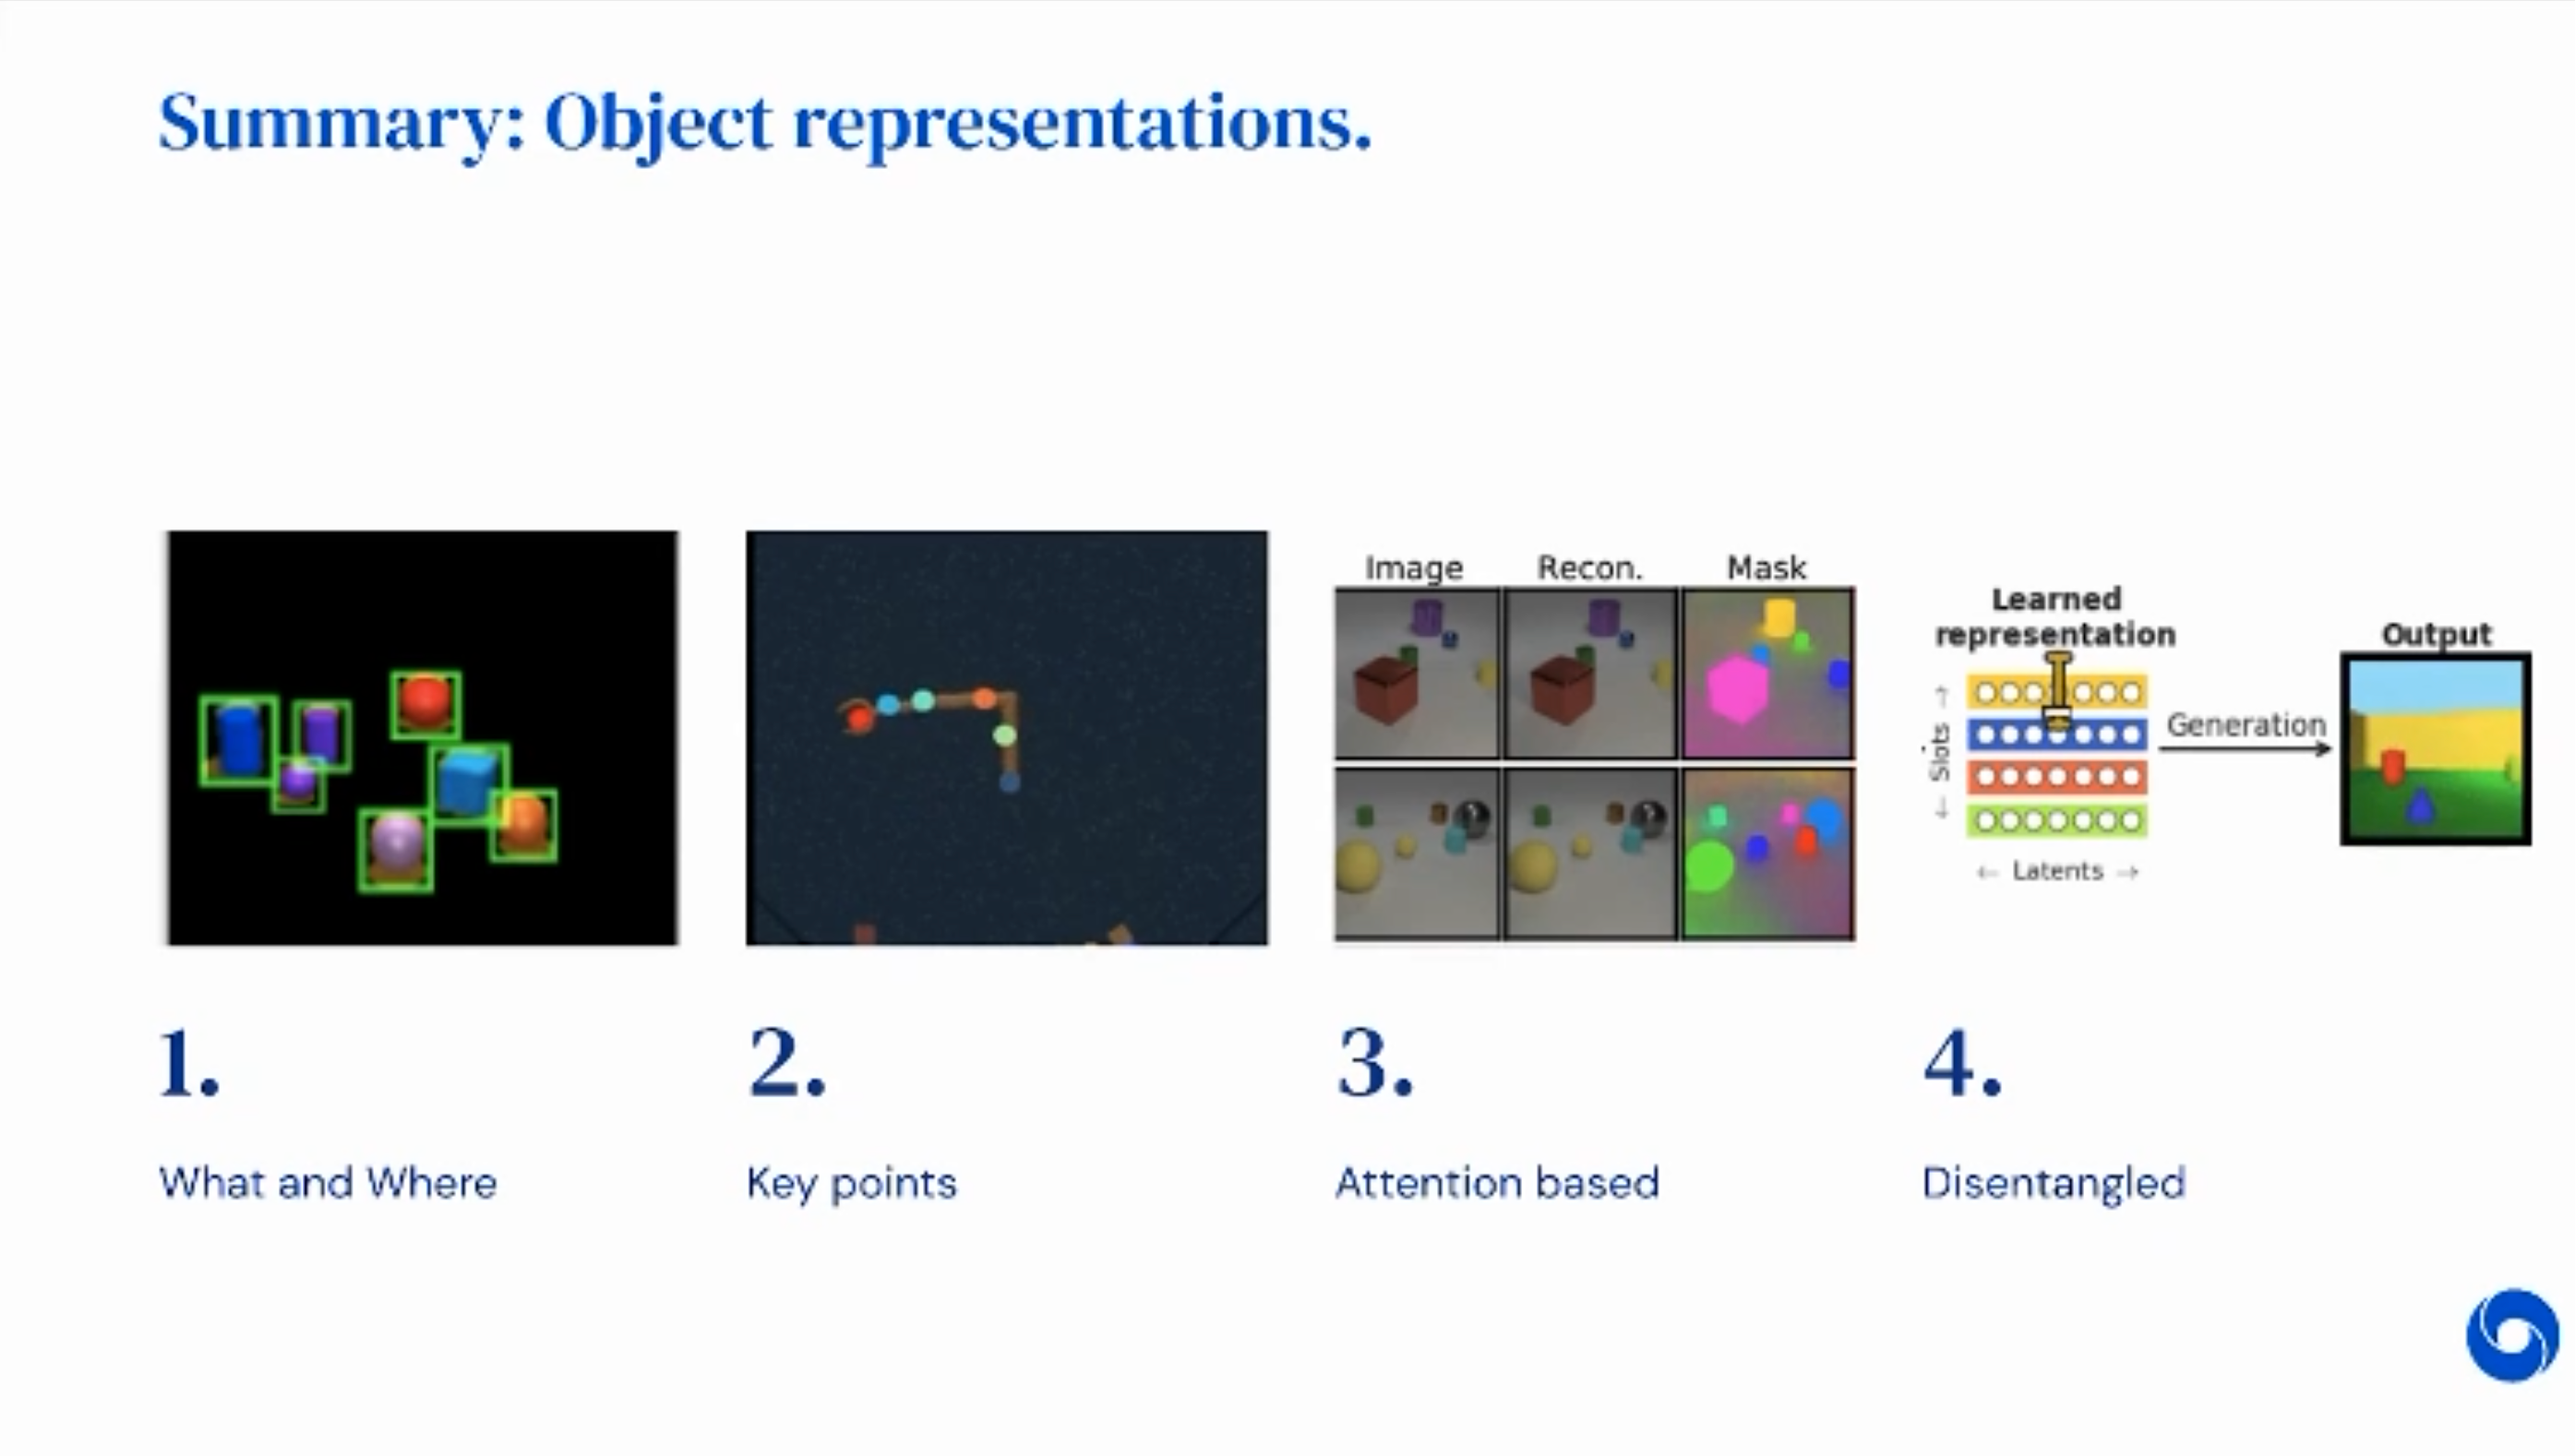 Summary: Object representations.
Image Recon. Mask
Learned
representation
Output
↑
Slots
↓
Generation
← Latents →
1.
What and Where
2.
Key points
3.
Attention based
4.
Disentangled